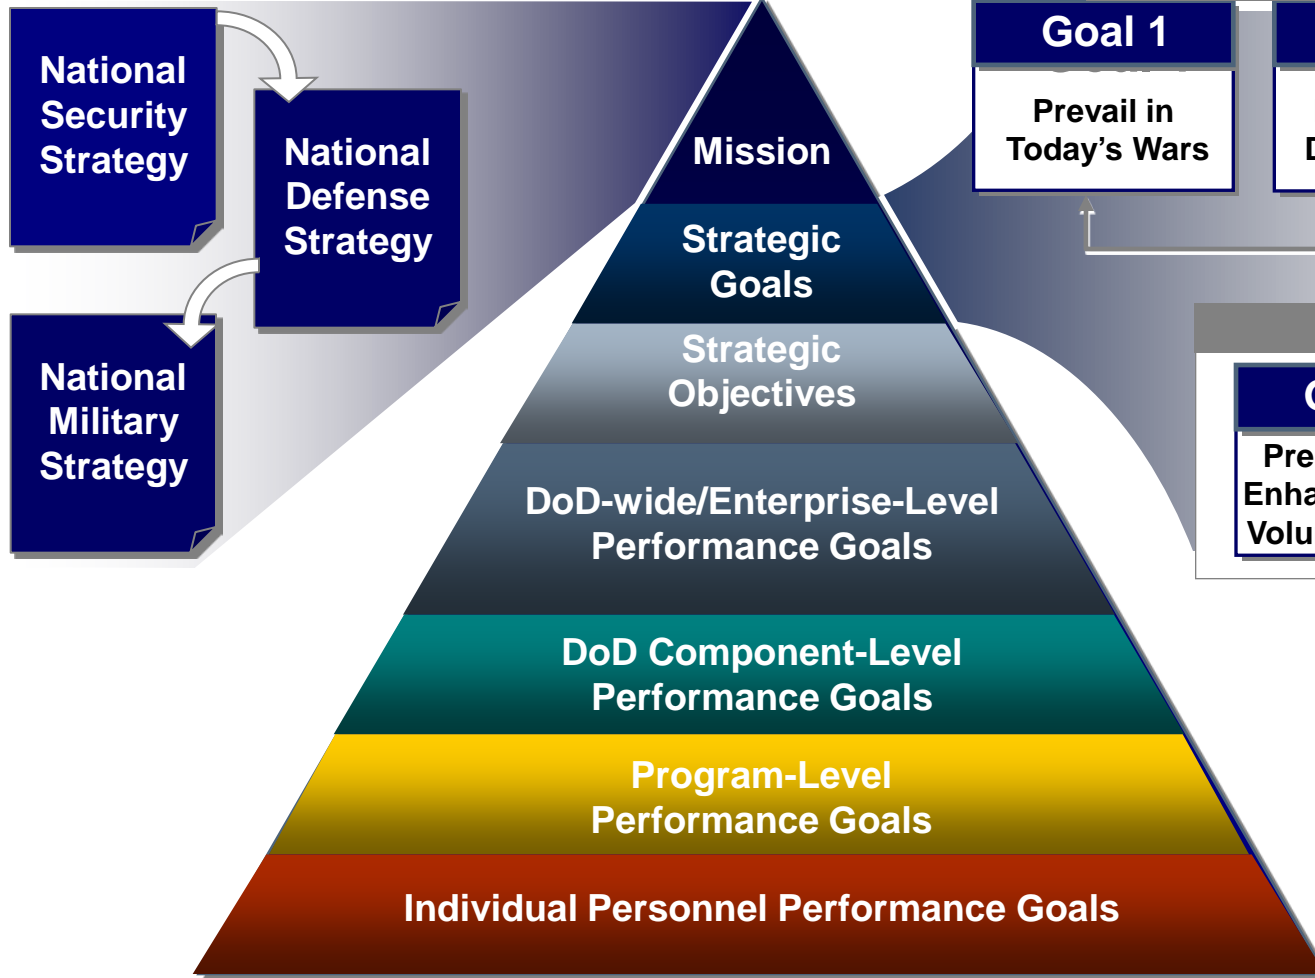 National
Security
Strategy
National
Defense
Strategy
National
Military
Strategy
Mission
Strategic
Goals
Strategic
Objectives
DoD-wide/Enterprise-Level
Performance Goals
DoD Component-Level
Performance Goals
Program-Level
Performance Goals
Individual Personnel Performance Goals
Goal 1
Prevail in
Today's Wars